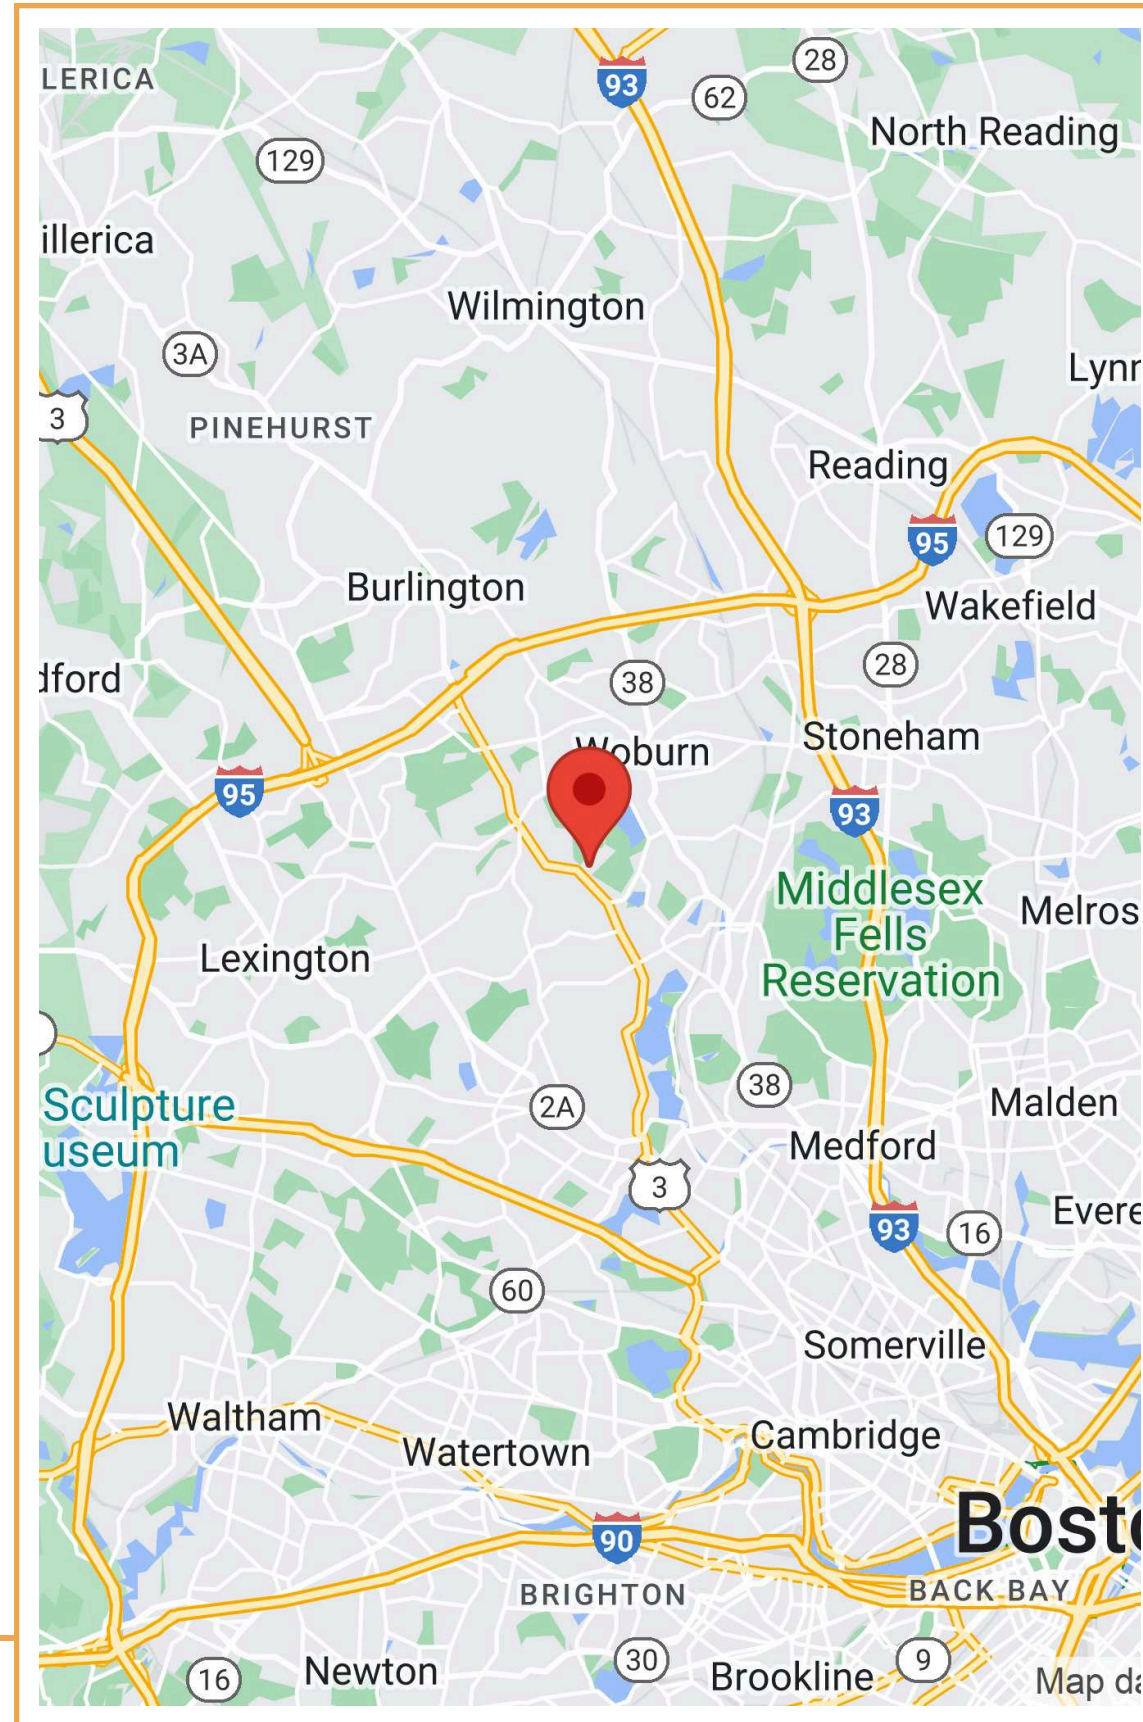 LERICA
93
62
28
North Reading
129
illerica
Wilmington
3A
Lynn
3
PINEHURST
Reading
95
129
Burlington
Wakefield
28
dford
38
Woburn
Stoneham
95
93
Middlesex
Fells
Reservation
Melros
Lexington
38
Malden
Sculpture
useum
2A
Medford
3
Evere
93
16
60
Somerville
Waltham
Watertown
Cambridge
90
Bosto
BRIGHTON
BACK BAY
16
Newton
30
Brookline
9
Map da